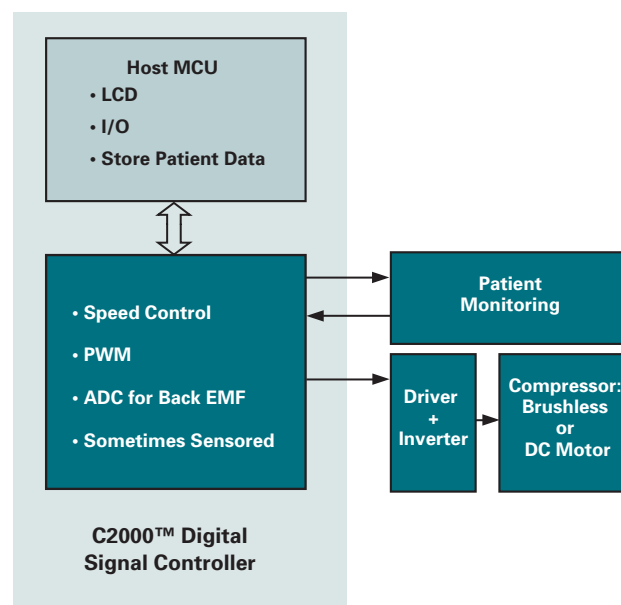 Host MCU
• LCD
• I/O
• Store Patient Data
• Speed Control
• PWM
• ADC for Back EMF
• Sometimes Sensored
Patient
Monitoring
Driver
+
Inverter
Compressor:
Brushless
or
DC Motor
C2000™ Digital
Signal Controller